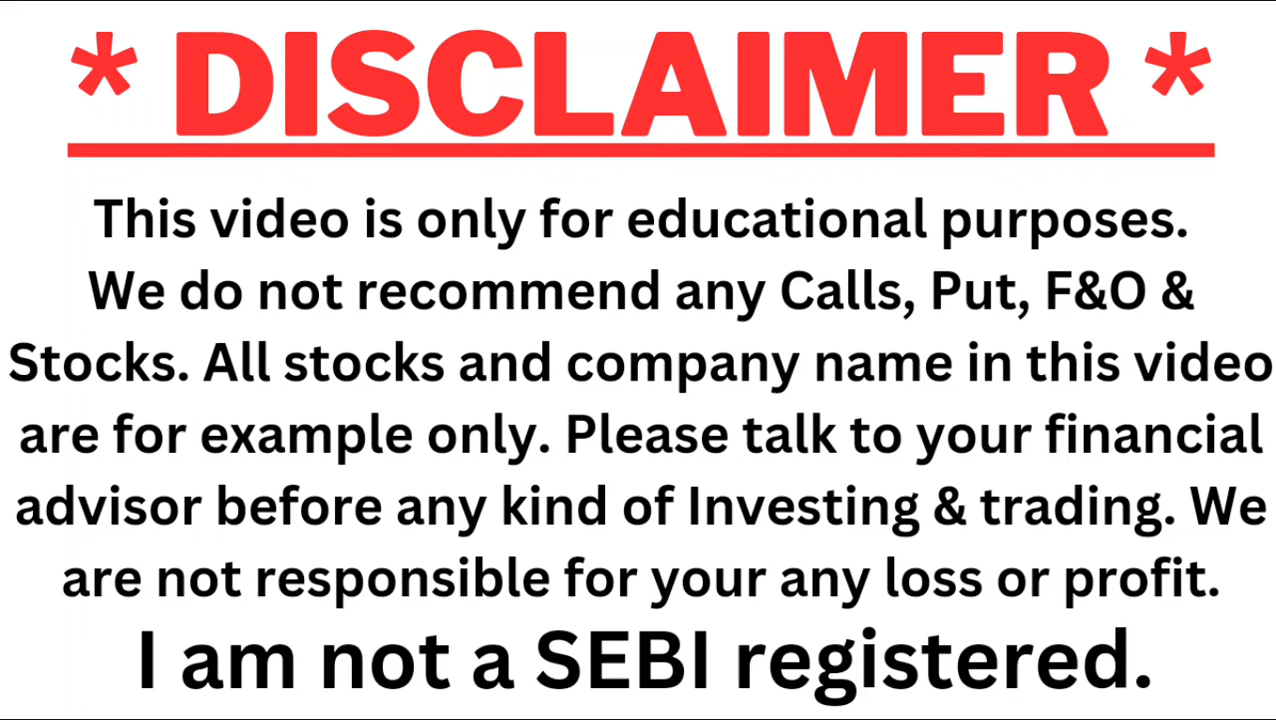 * DISCLAIMER *
This video is only for educational purposes.
We do not recommend any Calls, Put, F&O &
Stocks. All stocks and company name in this video
are for example only. Please talk to your financial
advisor before any kind of Investing & trading. We
are not responsible for your any loss or profit.
I am not a SEBI registered.